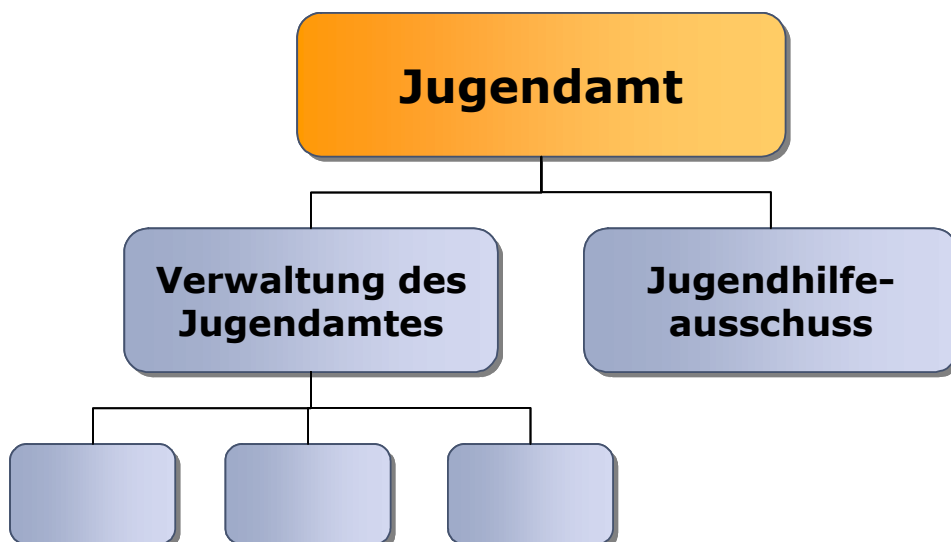 Jugendamt
Verwaltung des
Jugendamtes
Jugendhilfe-
ausschuss